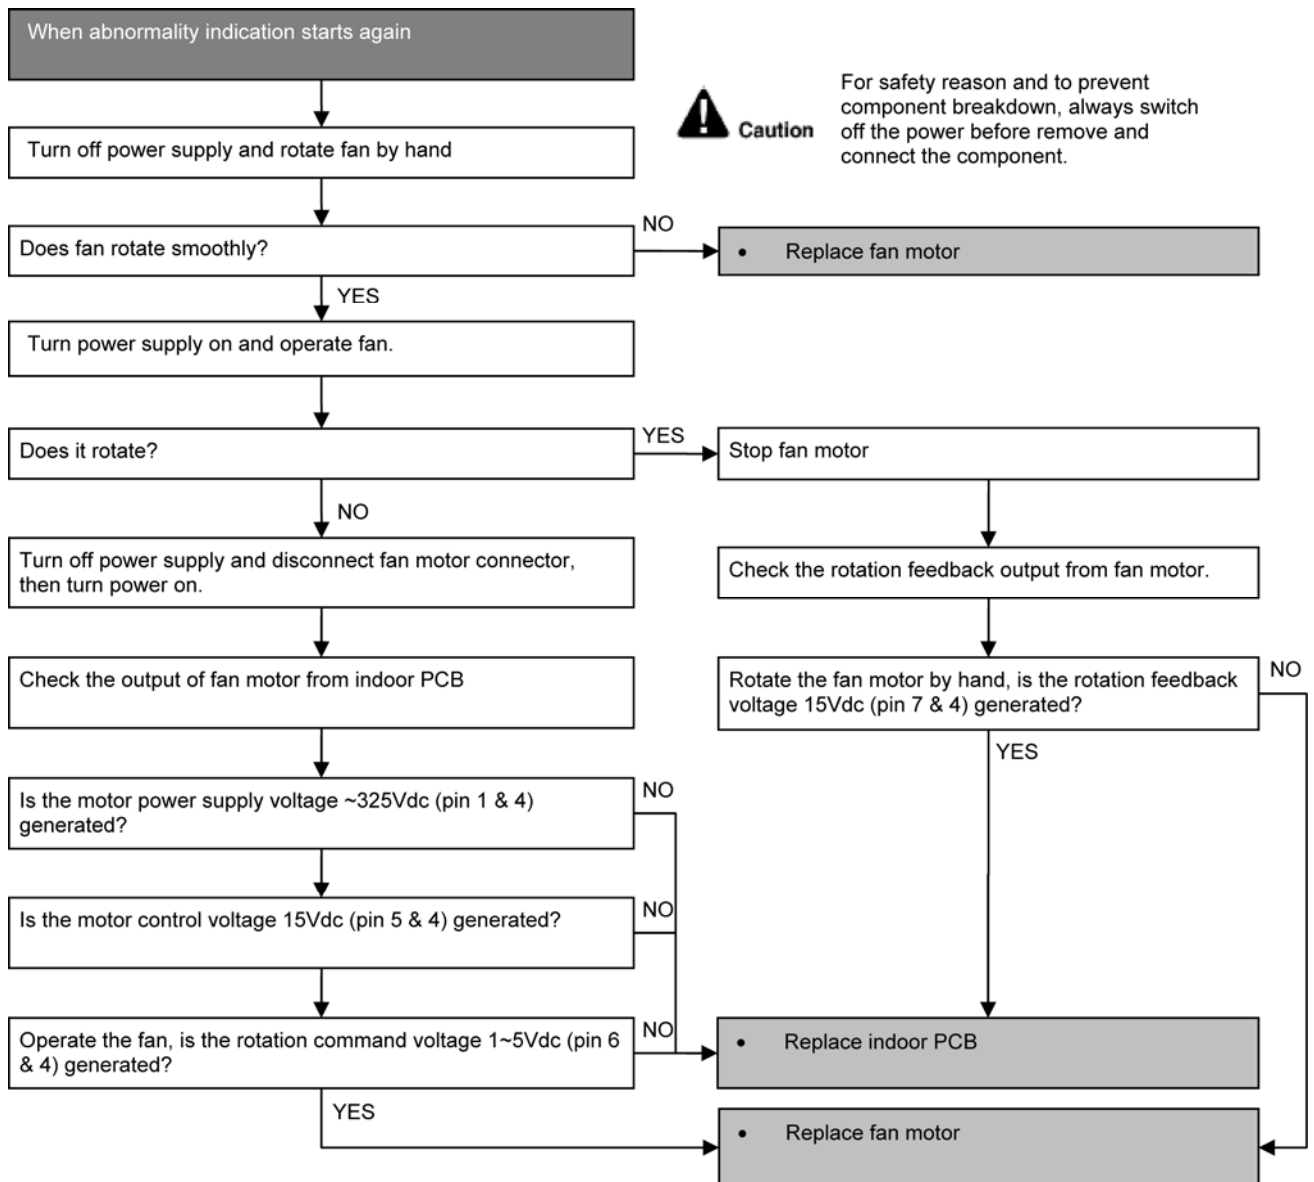 When abnormality indication starts again
For safety reason and to prevent
component breakdown, always switch
off the power before remove and
connect the component.
Caution
Turn off power supply and rotate fan by hand
Does fan rotate smoothly?
NO
• Replace fan motor
YES
Turn power supply on and operate fan.
Does it rotate?
YES
Stop fan motor
NO
Turn off power supply and disconnect fan motor connector,
then turn power on.
Check the rotation feedback output from fan motor.
Check the output of fan motor from indoor PCB
Rotate the fan motor by hand, is the rotation feedback
voltage 15Vdc (pin 7 & 4) generated?
NO
YES
Is the motor power supply voltage ~325Vdc (pin 1 & 4)
generated?
NO
Is the motor control voltage 15Vdc (pin 5 & 4) generated?
NO
Operate the fan, is the rotation command voltage 1~5Vdc (pin 6
& 4) generated?
NO
• Replace indoor PCB
YES
• Replace fan motor